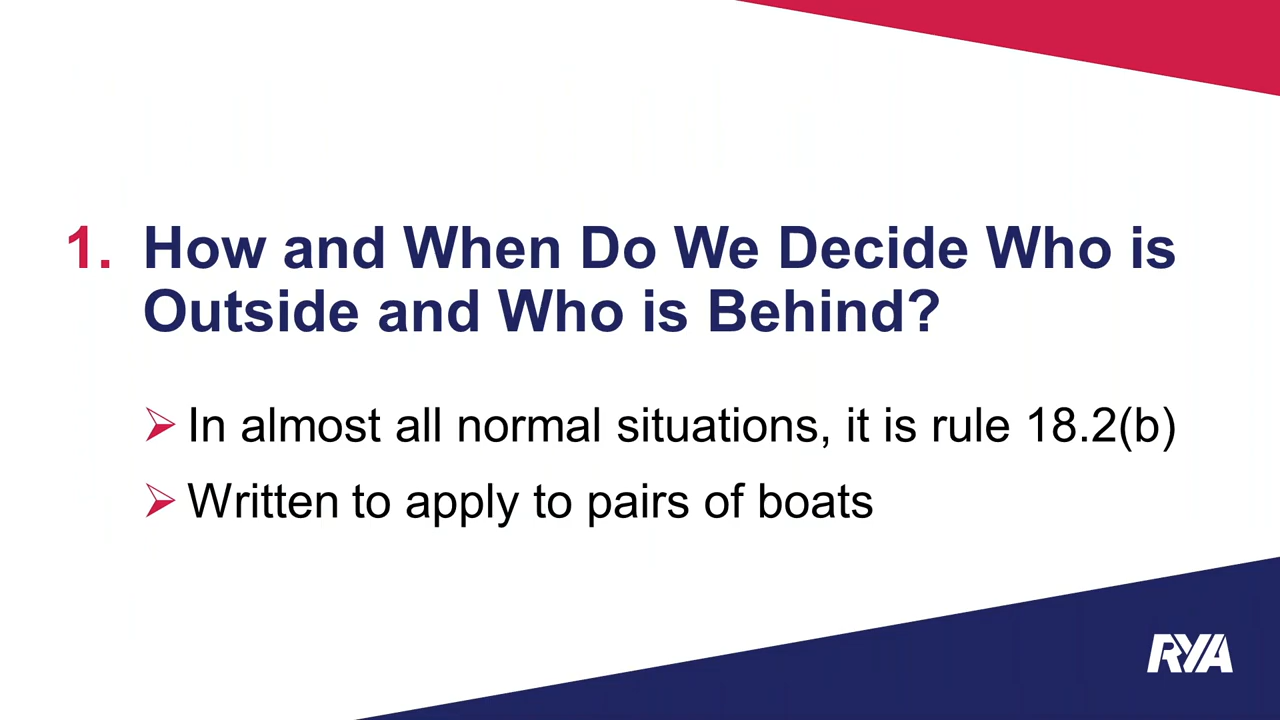 1. How and When Do We Decide Who is
Outside and Who is Behind?
In almost all normal situations, it is rule 18.2(b)
Written to apply to pairs of boats
RYA